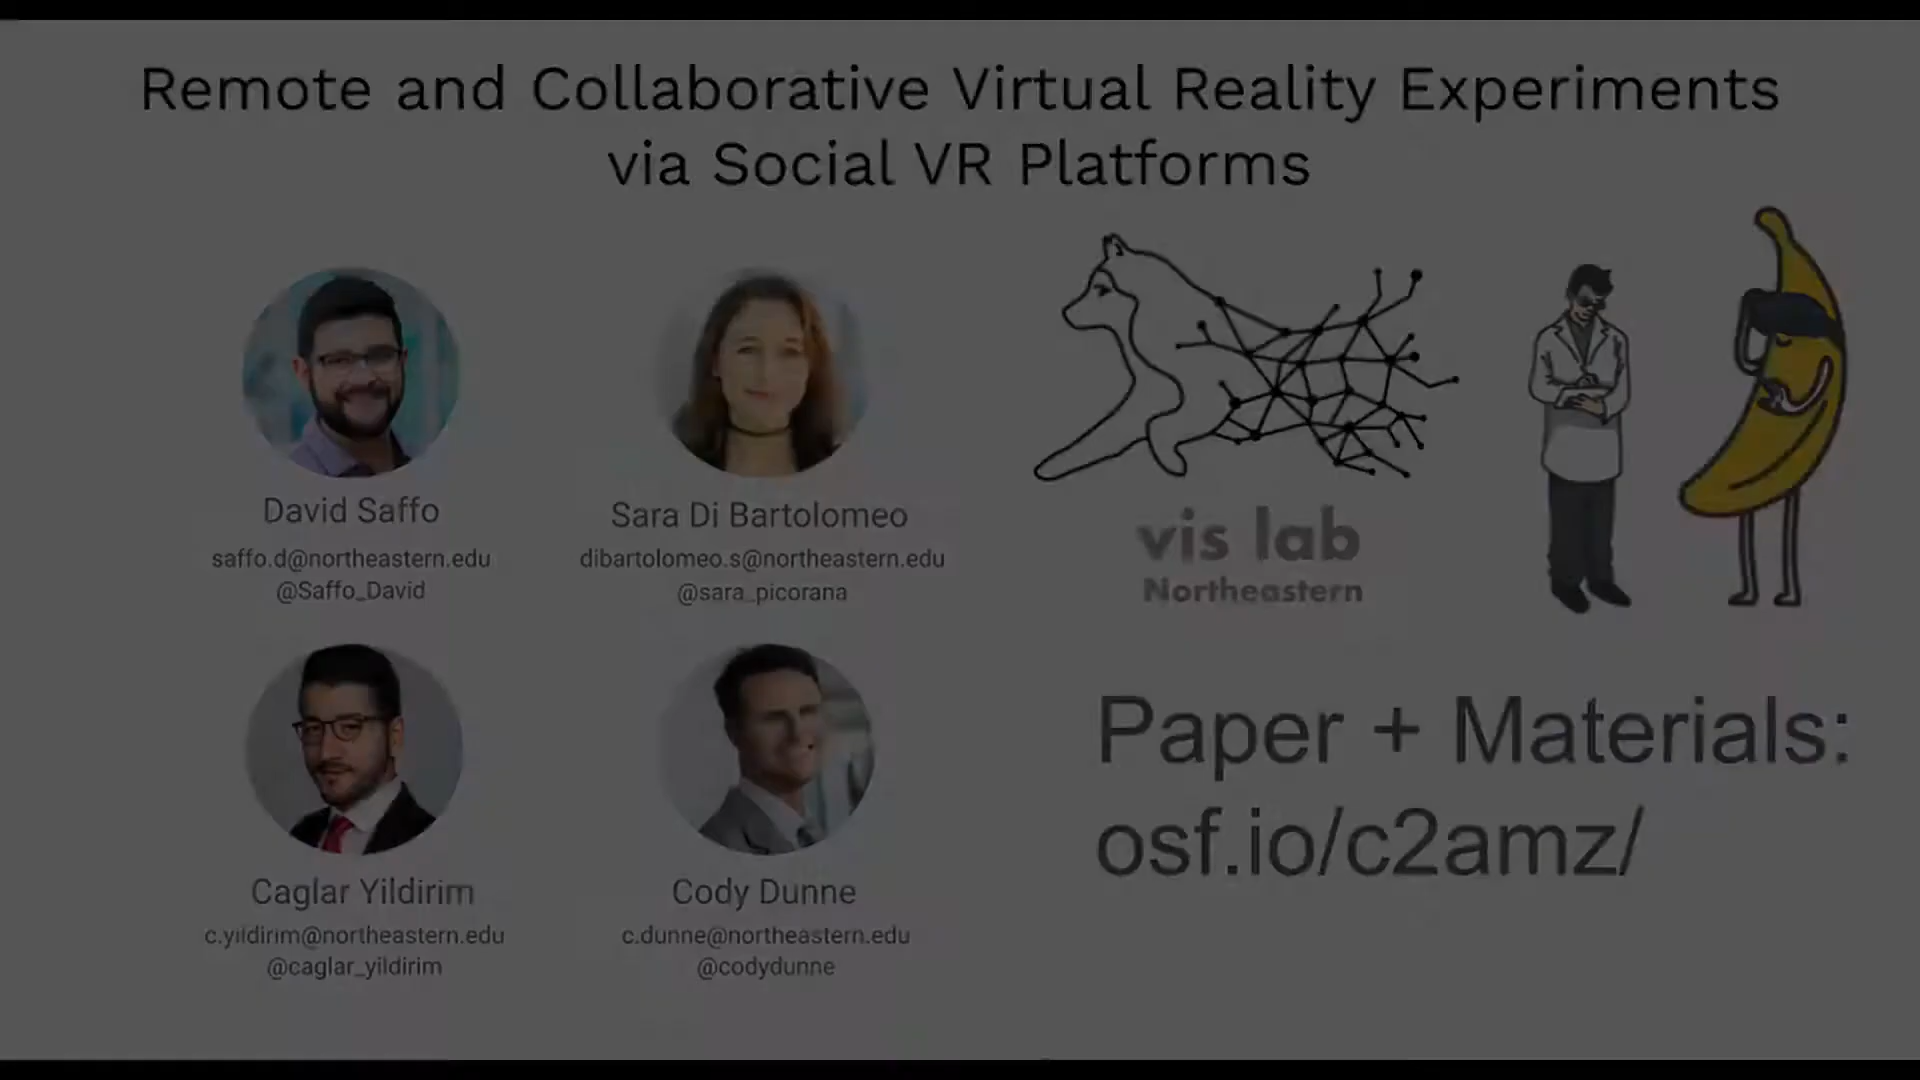 Remote and Collaborative Virtual Reality Experiments
via Social VR Platforms
David Saffo
saffo.d@northeastern.edu
@Saffo_David
Sara Di Bartolomeo
dibartolomeo.s@northeastern.edu
@sara_picorana
Caglar Yildirim
c.yildirim@northeastern.edu
@caglar_yildirim
Cody Dunne
c.dunne@northeastern.edu
@codydunne
vis lab
Northeastern
Paper + Materials:
osf.io/c2amz/